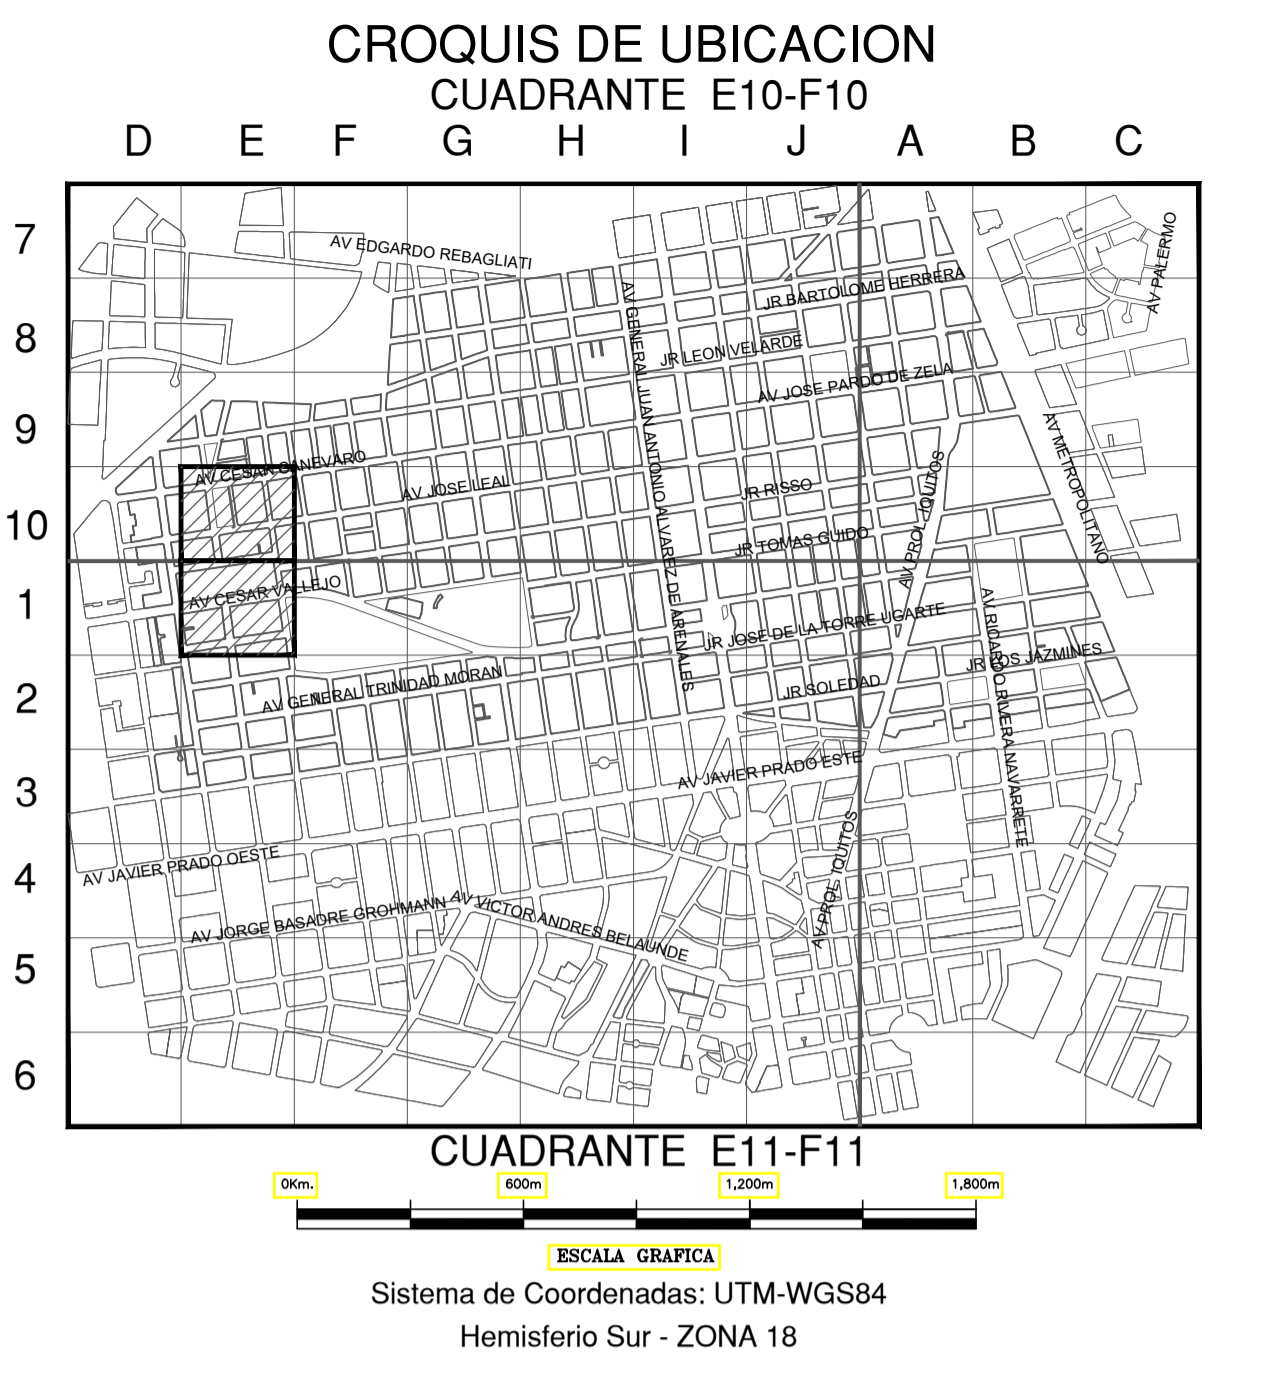 CROQUIS DE UBICACION
CUADRANTE E10-F10
D E F G H I J A B C
7
AV EDGARDO REBAGLIATI
AV PALERMO
JR BARTOLOME HERRERA
8
AV GENERAL JUAN ANTONIO ALVAREZ DE ARENALES
JR LEON VELARDE
AV JOSE PARDO DE ZELA
9
AV METROPOLITANO
AV CESAR CANEVARO
AV JOSE LEAL
JR RISSO
AV PROL IQUITOS
10
JR TOMAS GUIDO
AV CESAR VALLEJO
1
AV RICARDO RIVERA NAVARRETE
JR JOSE DE LA TORRE UGARTE
JR LOS JAZMINES
2
AV GENERAL TRINIDAD MORAN
JR SOLEDAD
AV JAVIER PRADO ESTE
3
AV PROL IQUITOS
AV JAVIER PRADO OESTE
4
AV JORGE BASADRE GROHMANN
AV VICTOR ANDRES BELAUNDE
5
6
CUADRANTE E11-F11
0Km. 600m 1,200m 1,800m
ESCALA GRAFICA
Sistema de Coordenadas: UTM-WGS84
Hemisferio Sur - ZONA 18